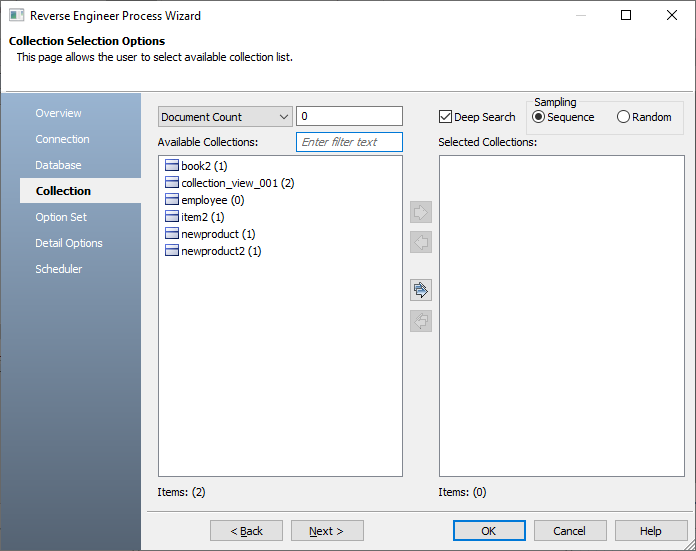 Reverse Engineer Process Wizard
Collection Selection Options
This page allows the user to select available collection list.
Overview
Connection
Database
Collection
Option Set
Detail Options
Scheduler
Document Count
0
Deep Search
Sampling
Sequence
Random
Available Collections:
Enter filter text
Selected Collections:
book2 (1)
collection_view_001 (2)
employee (0)
item2 (1)
newproduct (1)
newproduct2 (1)
Items: (2)
Items: (0)
< Back
Next >
OK
Cancel
Help